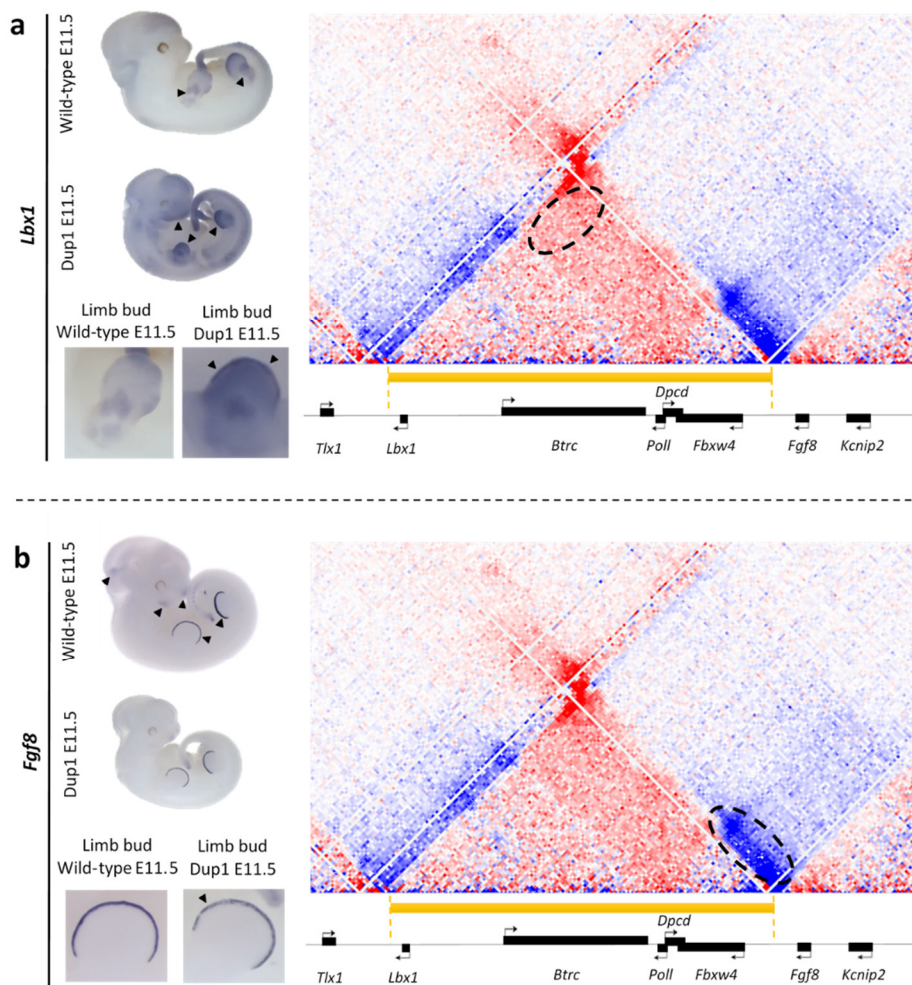 a
Lbx1
Wild-type E11.5
Dup1 E11.5
Limb bud
Wild-type E11.5
Limb bud
Dup1 E11.5
Dpcd
Tlx1
Lbx1
Btrc
Poll
Fbxw4
Fgf8
Kcnip2
b
Fgf8
Wild-type E11.5
Dup1 E11.5
Limb bud
Wild-type E11.5
Limb bud
Dup1 E11.5
Dpcd
Tlx1
Lbx1
Btrc
Poll
Fbxw4
Fgf8
Kcnip2